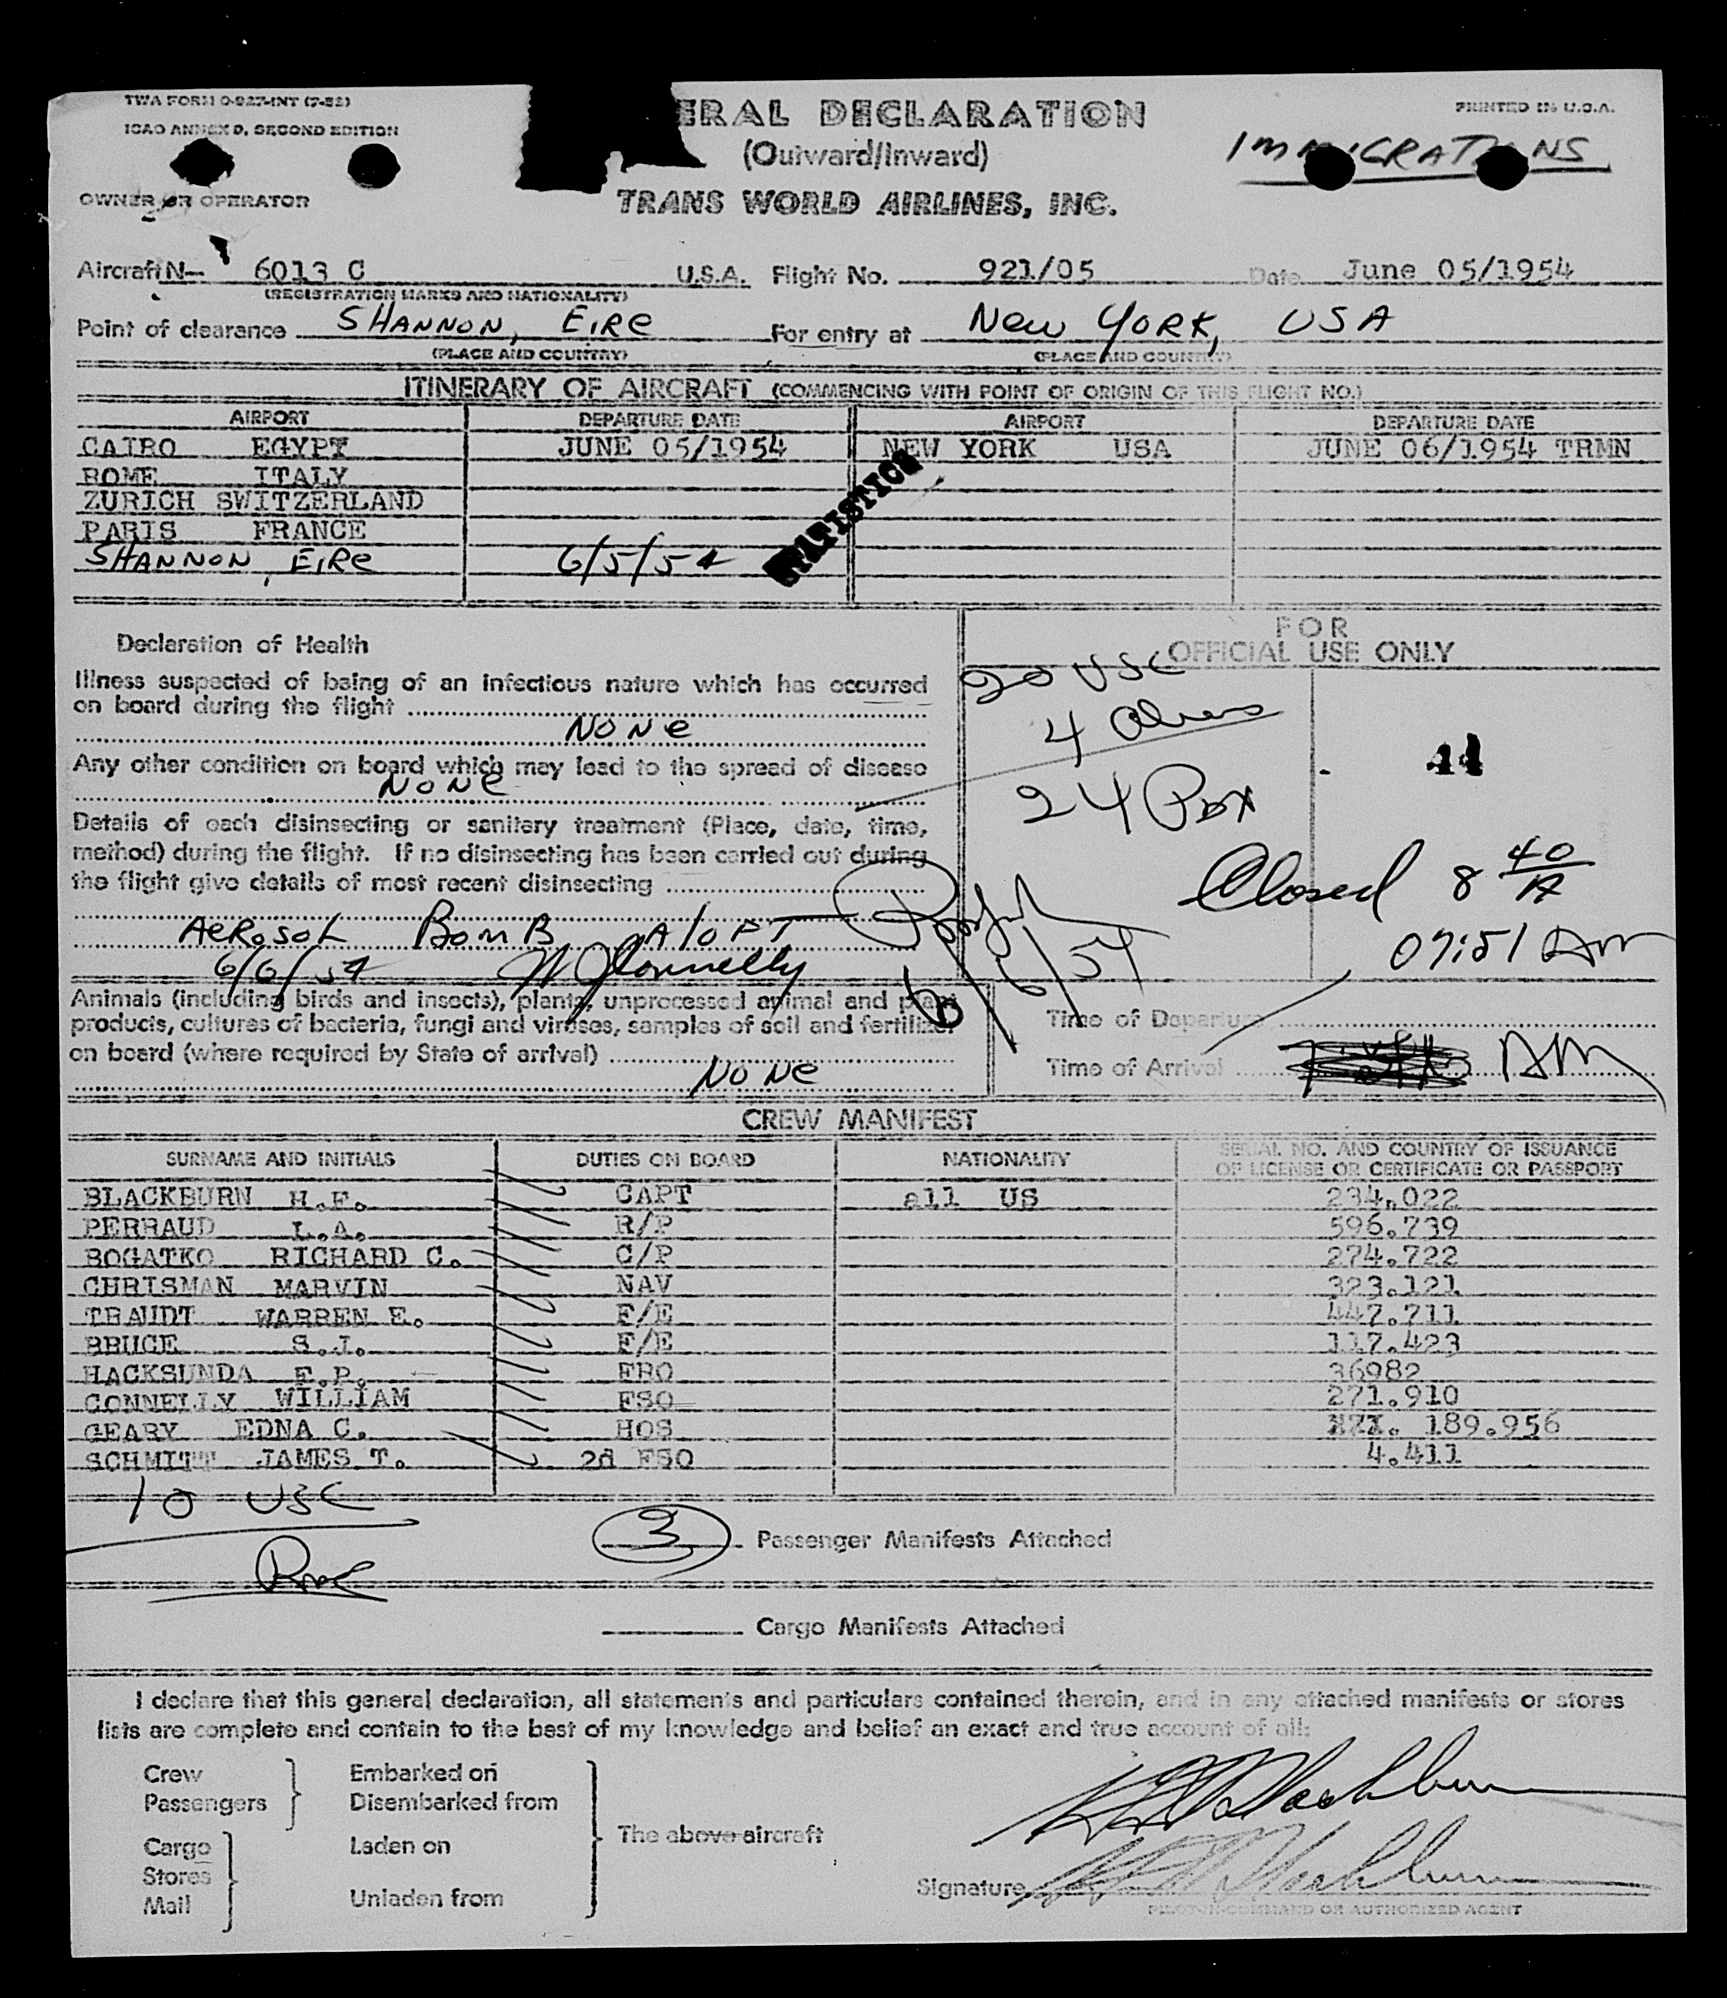 TWA FORM O-927-INT (7-52)
ICAO ANNEX 9, SECOND EDITION
ERAL DECLARATION
(Outward/Inward)
PRINTED IN U.S.A.
IMMIGRATIONS
OWNER OR OPERATOR
TRANS WORLD AIRLINES, INC.
Aircraft N- 6013 C U.S.A. Flight No. 921/05 Date June 05/1954
(REGISTRATION MARKS AND NATIONALITY)
Point of clearance SHANNON, EIRE For entry at NEW YORK, USA
(PLACE AND COUNTRY) (PLACE AND COUNTRY)
ITINERARY OF AIRCRAFT (COMMENCING WITH POINT OF ORIGIN OF THIS FLIGHT NO.)
AIRPORT DEPARTURE DATE AIRPORT DEPARTURE DATE
CAIRO EGYPT JUNE 05/1954 NEW YORK USA JUNE 06/1954 TRMN
ROME ITALY
ZURICH SWITZERLAND
PARIS FRANCE
SHANNON, EIRE 6/5/54
STATISTICS
Declaration of Health
Illness suspected of being of an infectious nature which has occurred
on board during the flight
NONE
Any other condition on board which may lead to the spread of disease
NONE
Details of each disinsecting or sanitary treatment (Place, date, time,
method) during the flight. If no disinsecting has been carried out during
the flight give details of most recent disinsecting
AEROSOL BOMB A/O PT
6/6/54 W J Connelly
Animals (including birds and insects), plants, unprocessed animal and plant
products, cultures of bacteria, fungi and viruses, samples of soil and fertilizer
on board (where required by State of arrival)
NONE
FOR
OFFICIAL USE ONLY
20 USC
4 Aliens
24 Pax
11
Closed 8 40/A
07:51 AM
6/6/54
Time of Departure
Time of Arrival AM
CREW MANIFEST
SURNAME AND INITIALS DUTIES ON BOARD NATIONALITY SERIAL NO. AND COUNTRY OF ISSUANCE
OF LICENSE OR CERTIFICATE OR PASSPORT
BLACKBURN H.F. CAPT all US 234.022
PERRAUD L.A. R/P 596.739
BOGATKO RICHARD C. C/P 274.722
CHRISMAN MARVIN NAV 323.121
TRAUDT WARREN E. F/E 447.711
BRUCE S.J. F/E 117.423
HACKSUNDA E.P. FRO 36982
CONNELLY WILLIAM FSO 271.910
GEARY EDNA C. HOS 189.956
SCHMITT JAMES T. 2d FSO 4.411
10 USC
3 Passenger Manifests Attached
Cargo Manifests Attached
I declare that this general declaration, all statements and particulars contained therein, and in any attached manifests or stores
lists are complete and contain to the best of my knowledge and belief an exact and true account of all:
Crew
Passengers
Embarked on
Disembarked from
Cargo
Stores
Mail
Laden on
Unladen from
The above aircraft
H F Blackburn
Signature H F Blackburn
PILOT-IN-COMMAND OR AUTHORIZED AGENT